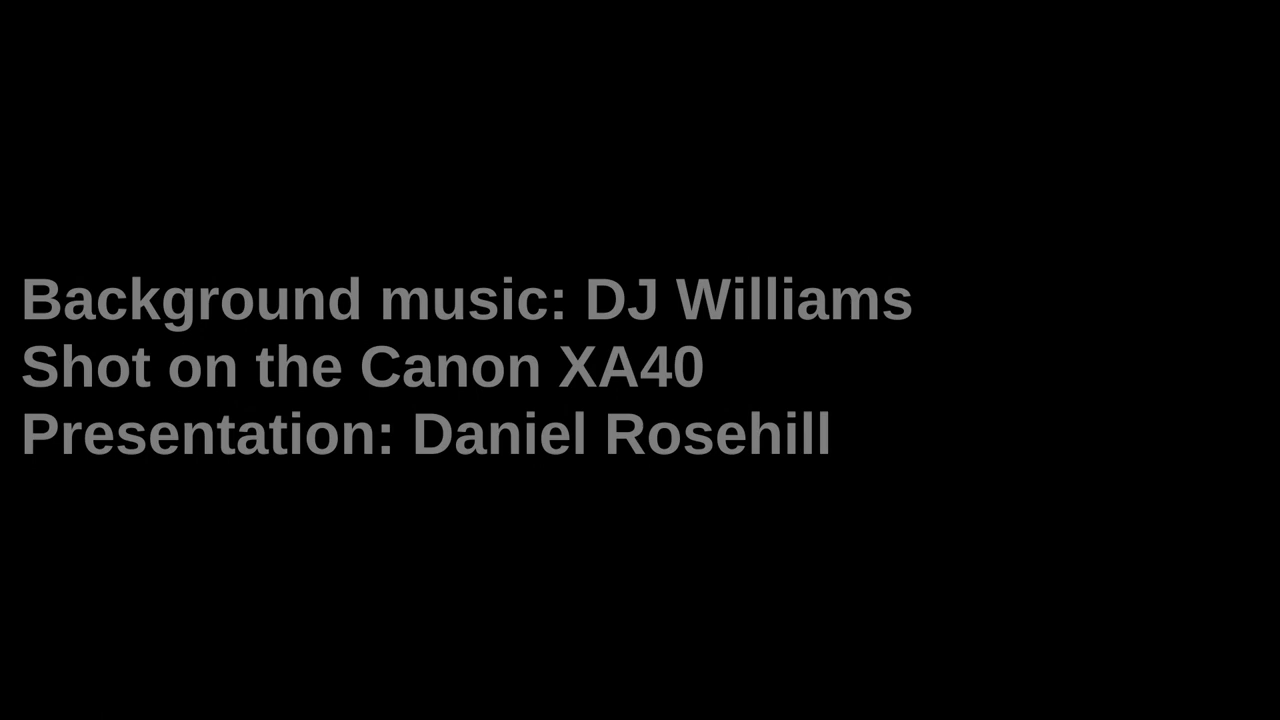 Background music: DJ Williams
Shot on the Canon XA40
Presentation: Daniel Rosehill